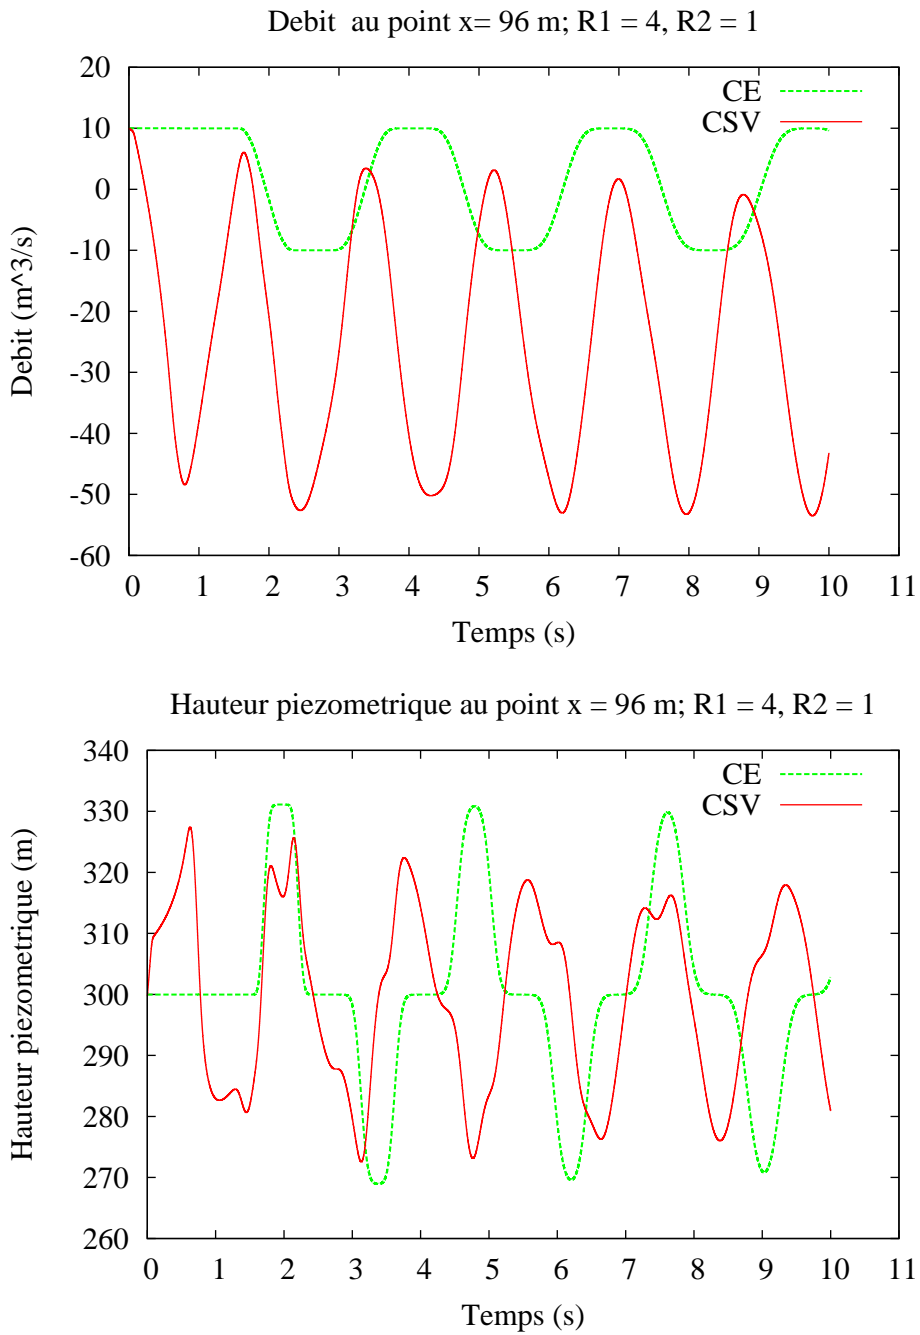 Debit au point x= 96 m; R1 = 4, R2 = 1
20
10
0
-10
-20
-30
-40
-50
-60
Debit (m^3/s)
CE
CSV
0 1 2 3 4 5 6 7 8 9 10 11
Temps (s)
Hauteur piezometrique au point x = 96 m; R1 = 4, R2 = 1
340
330
320
310
300
290
280
270
260
Hauteur piezometrique (m)
CE
CSV
0 1 2 3 4 5 6 7 8 9 10 11
Temps (s)